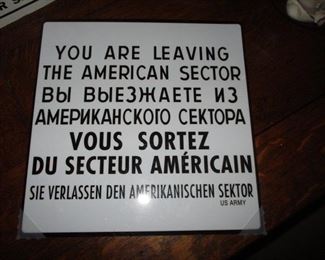 YOU ARE LEAVING
THE AMERICAN SECTOR
ВЫ ВЫЕЗЖАЕТЕ ИЗ
АМЕРИКАНСКОГО СЕКТОРА
VOUS SORTEZ
DU SECTEUR AMÉRICAIN
SIE VERLASSEN DEN AMERIKANISCHEN SEKTOR
US ARMY